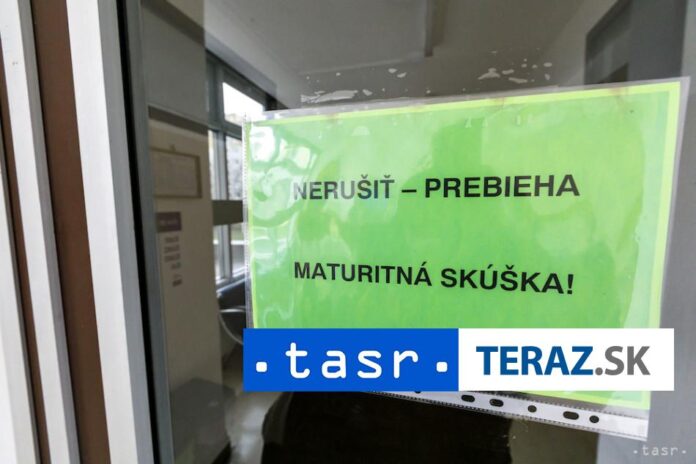 NERUŠIŤ – PREBIEHA
MATURITNÁ SKÚŠKA!
.tasr. TERAZ.SK
.tasr.